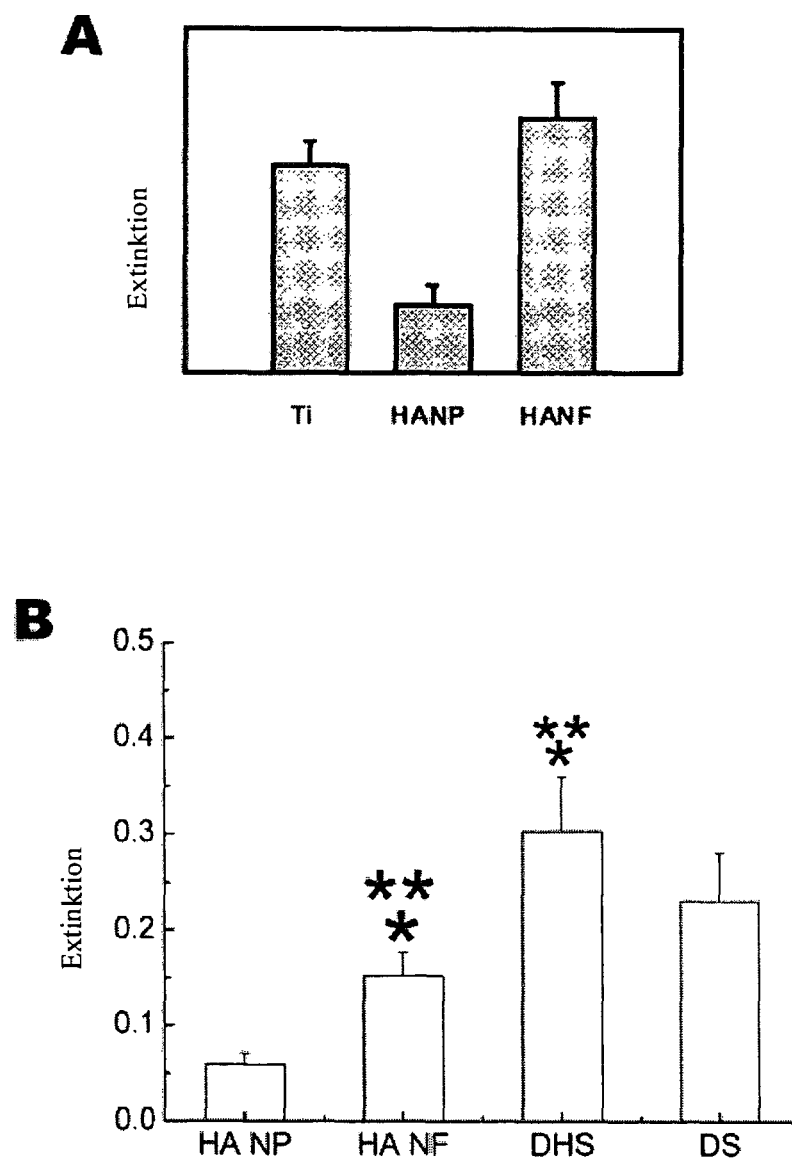 A
Extinktion
Ti HANP HANF
B
0.5
0.4
0.3
0.2
0.1
0.0
Extinktion
** *
** *
HA NP HA NF DHS DS